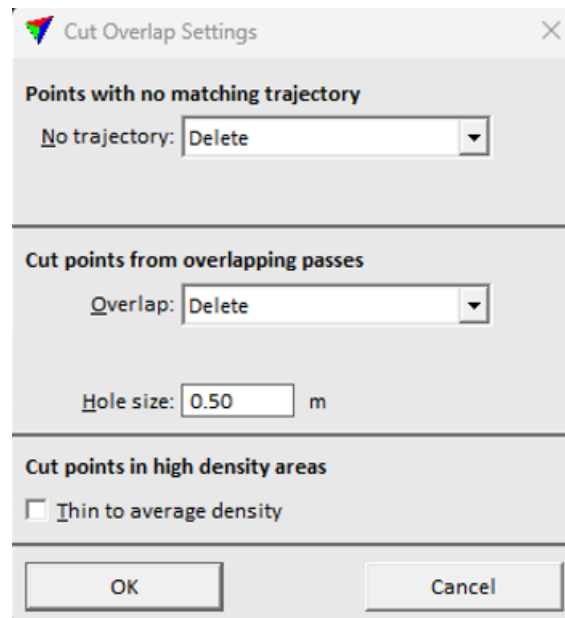 Cut Overlap Settings
Points with no matching trajectory
No trajectory: Delete
Cut points from overlapping passes
Overlap: Delete
Hole size: 0.50 m
Cut points in high density areas
Thin to average density
OK Cancel